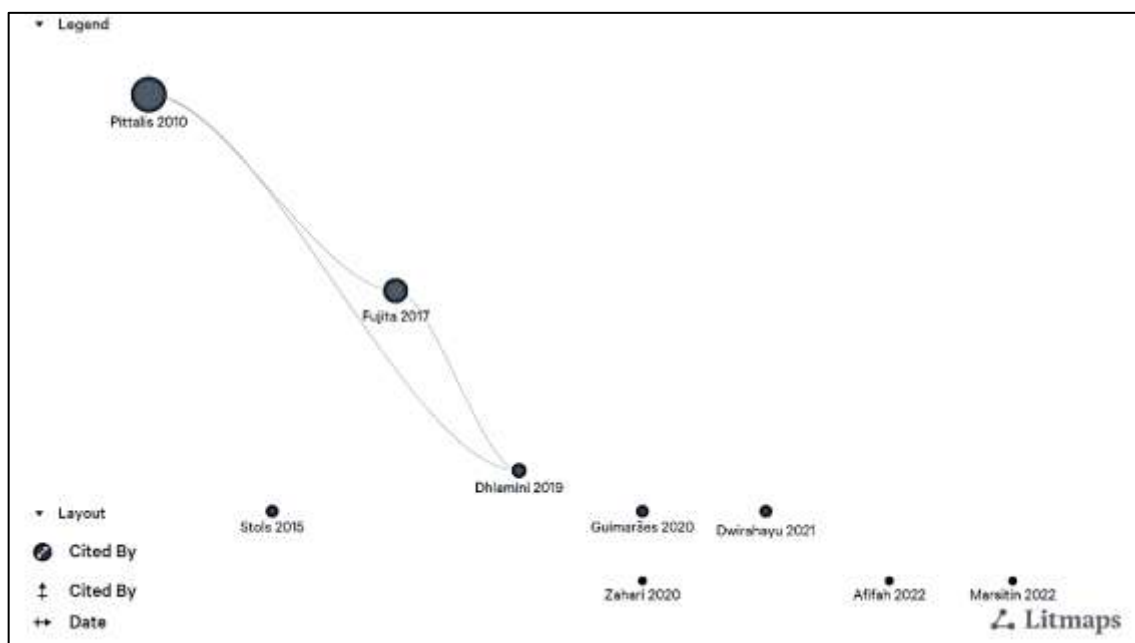 Legend
Pittalis 2010
Fujita 2017
Dhlamini 2019
Layout
Stols 2015
Guimarães 2020
Dwirahayu 2021
Cited By
Cited By
Zahari 2020
Afifah 2022
Marsitin 2022
Date
Litmaps